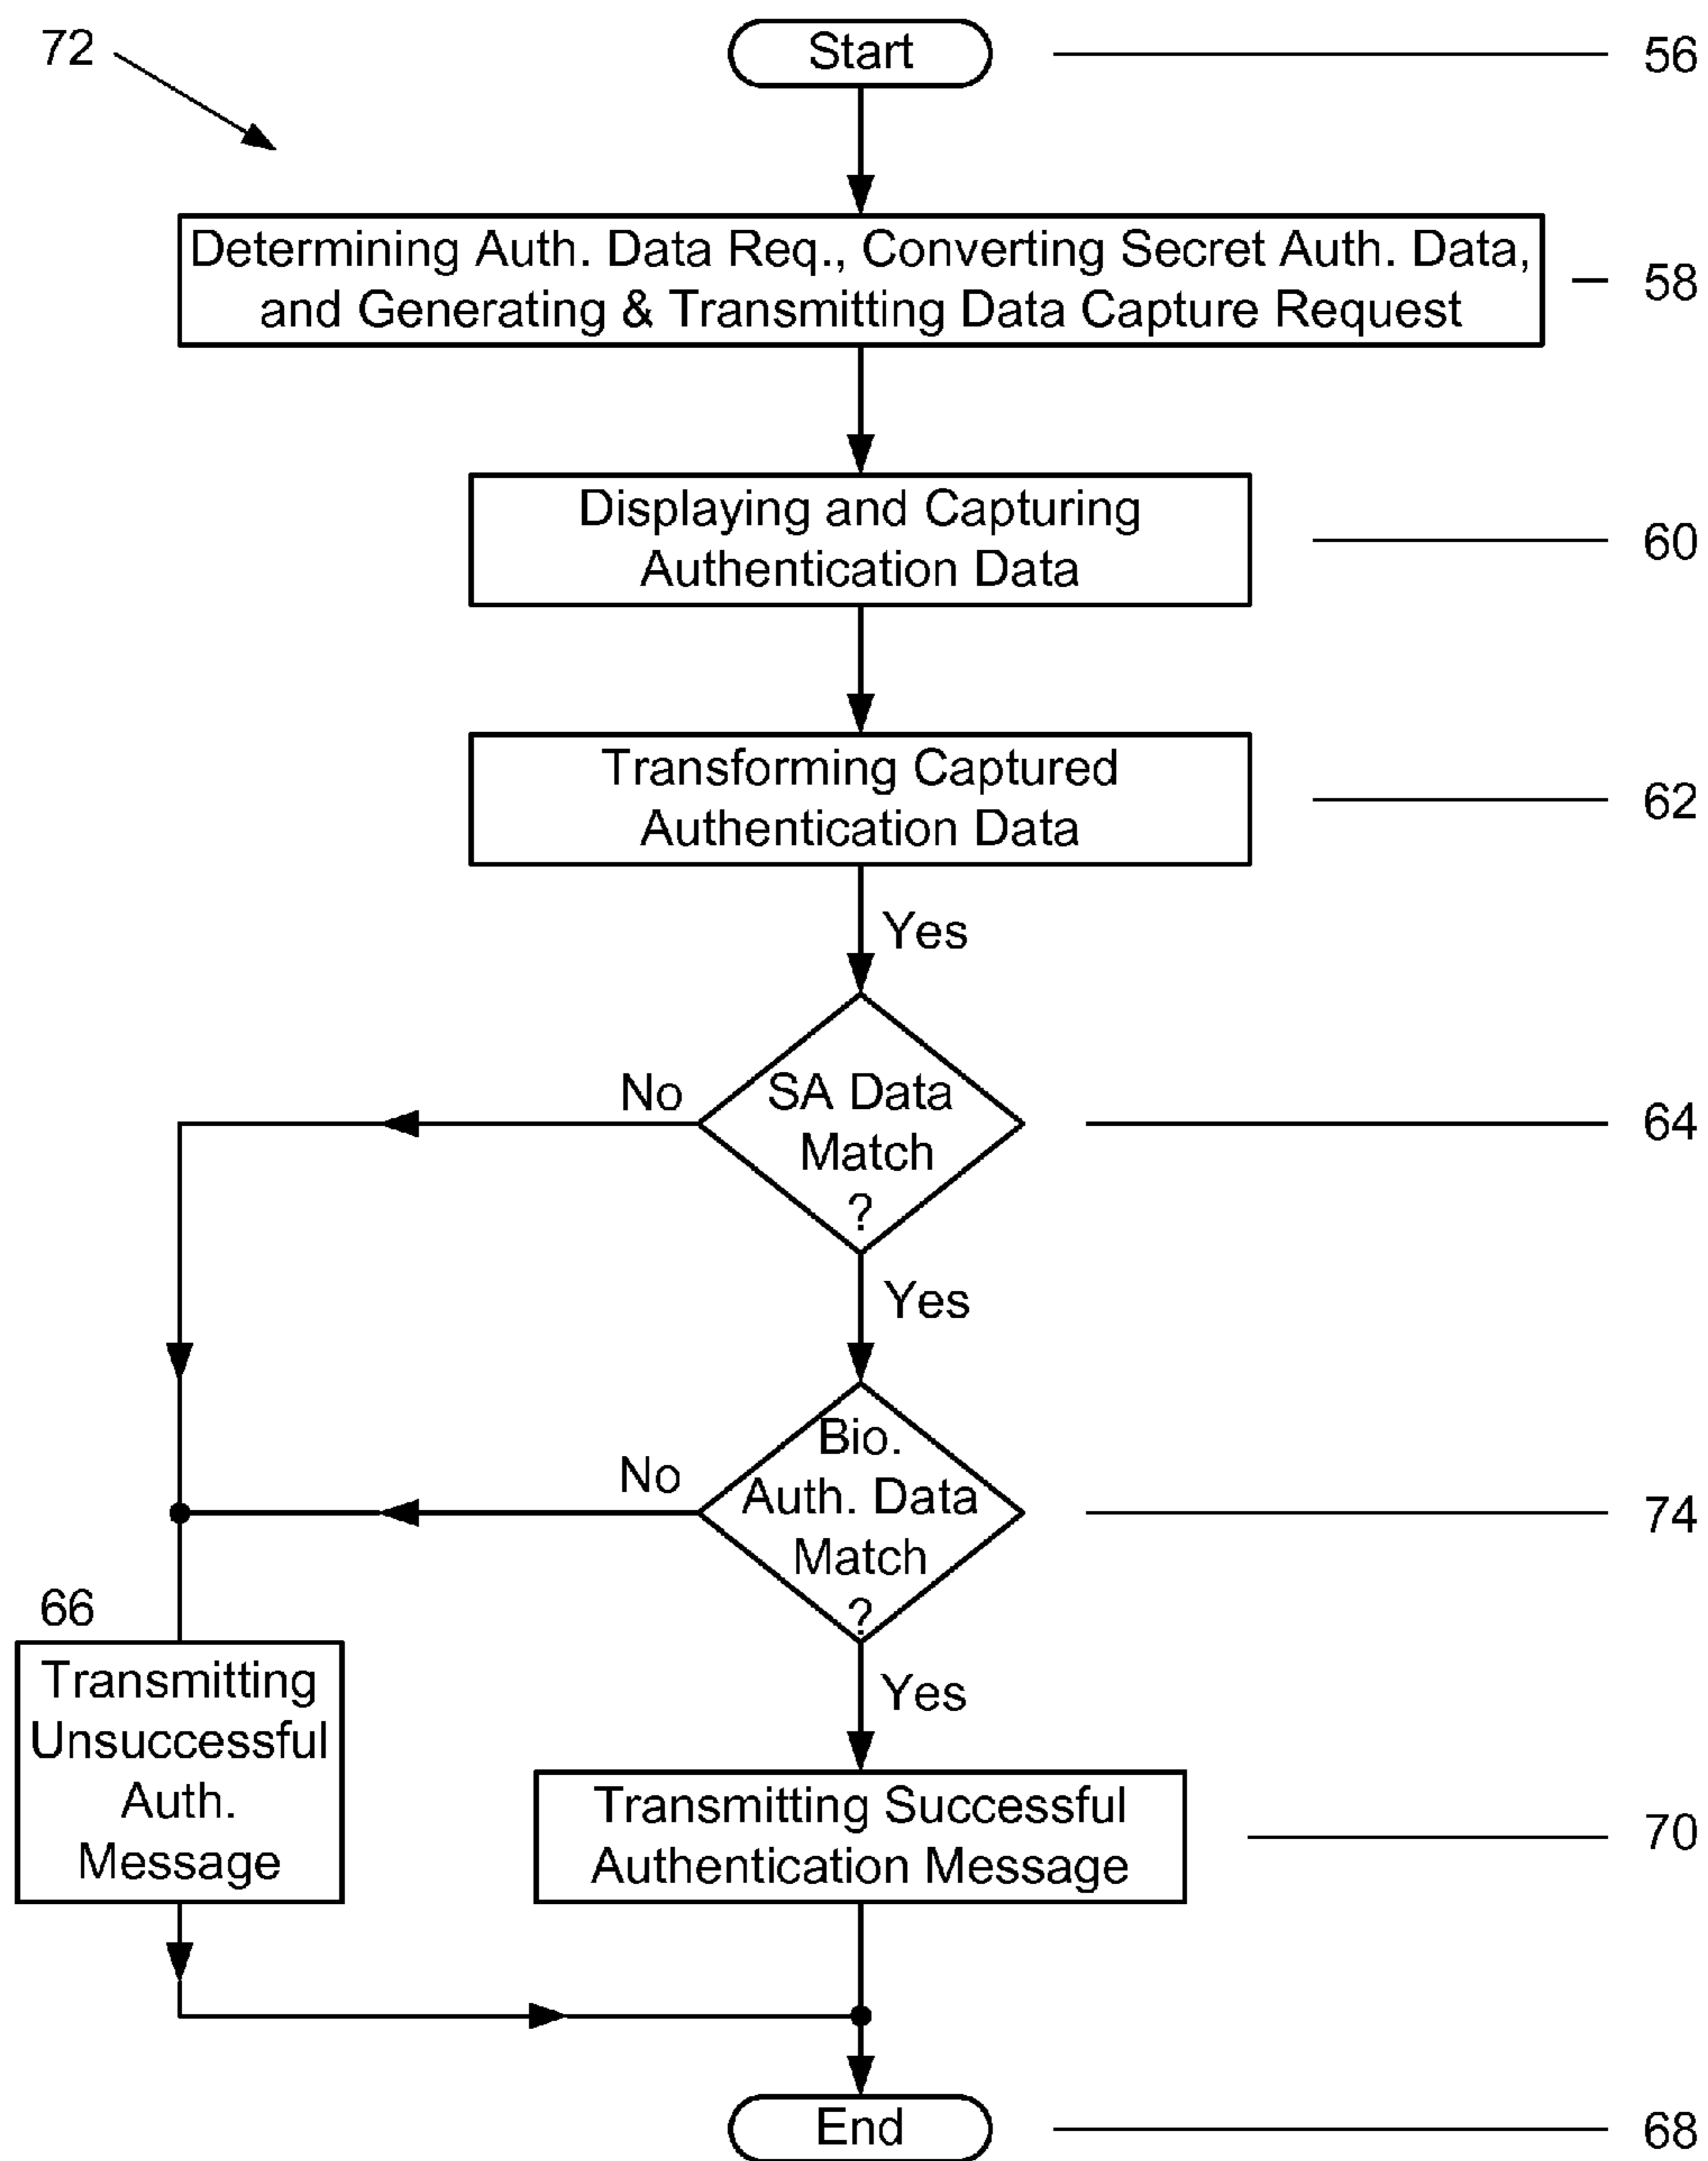 72
Start
56
Determining Auth. Data Req., Converting Secret Auth. Data,
and Generating & Transmitting Data Capture Request
58
Displaying and Capturing
Authentication Data
60
Transforming Captured
Authentication Data
62
Yes
No
SA Data
Match
?
64
Yes
No
Bio.
Auth. Data
Match
?
74
66
Transmitting
Unsuccessful
Auth.
Message
Yes
Transmitting Successful
Authentication Message
70
End
68